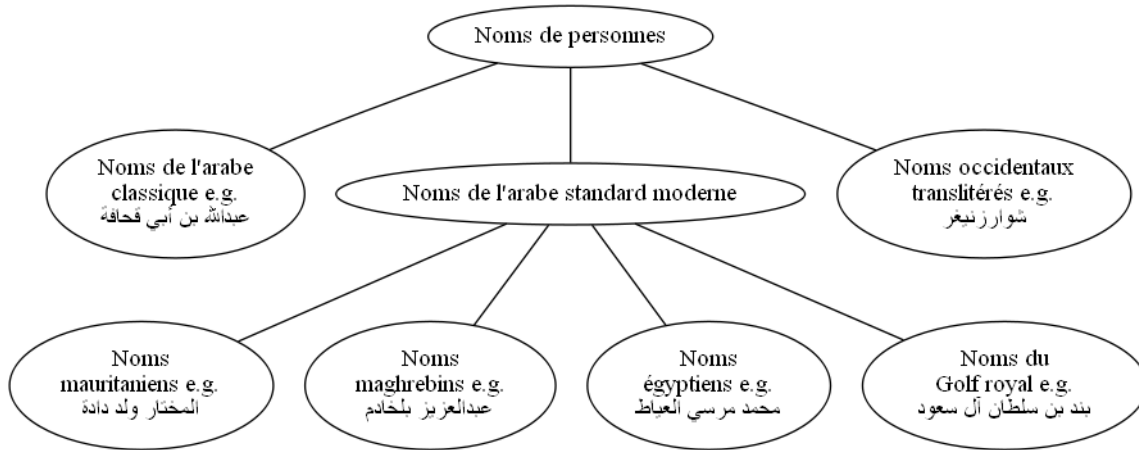 Noms de personnes
Noms de l'arabe
classique e.g.
عبدالله بن أبي قحافة
Noms de l'arabe standard moderne
Noms occidentaux
translitérés e.g.
شوارزنيغر
Noms
mauritaniens e.g.
المختار ولد دادة
Noms
maghrebins e.g.
عبدالعزيز بلخادم
Noms
égyptiens e.g.
محمد مرسي العياط
Noms du
Golf royal e.g.
بند بن سلطان آل سعود